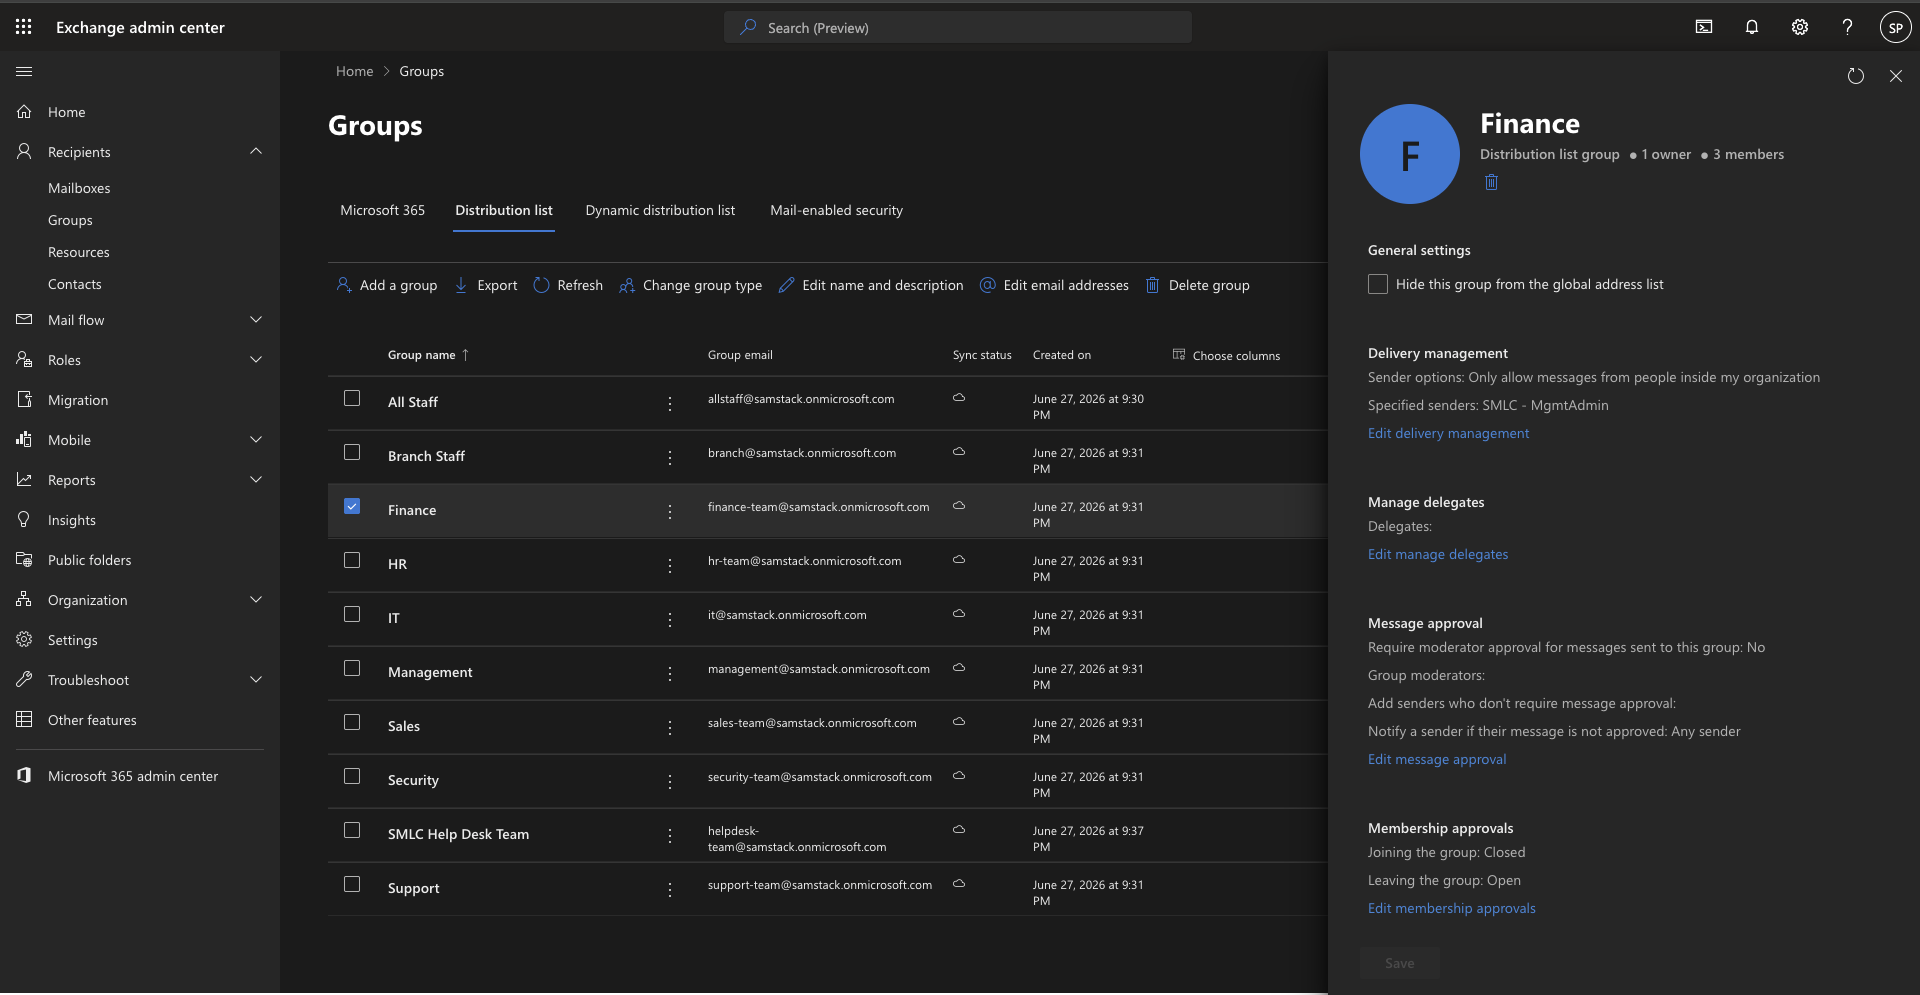 Exchange admin center
Search (Preview)
SP
Home
Recipients
Mailboxes
Groups
Resources
Contacts
Mail flow
Roles
Migration
Mobile
Reports
Insights
Public folders
Organization
Settings
Troubleshoot
Other features
Microsoft 365 admin center
Home > Groups
Groups
Microsoft 365 Distribution list Dynamic distribution list Mail-enabled security
Add a group Export Refresh Change group type Edit name and description Edit email addresses Delete group
Group name ↑ Group email Sync status Created on Choose columns
All Staff allstaff@samstack.onmicrosoft.com June 27, 2026 at 9:30
PM
Branch Staff branch@samstack.onmicrosoft.com June 27, 2026 at 9:31
PM
Finance finance-team@samstack.onmicrosoft.com June 27, 2026 at 9:31
PM
HR hr-team@samstack.onmicrosoft.com June 27, 2026 at 9:31
PM
IT it@samstack.onmicrosoft.com June 27, 2026 at 9:31
PM
Management management@samstack.onmicrosoft.com June 27, 2026 at 9:31
PM
Sales sales-team@samstack.onmicrosoft.com June 27, 2026 at 9:31
PM
Security security-team@samstack.onmicrosoft.com June 27, 2026 at 9:31
PM
SMLC Help Desk Team helpdesk- June 27, 2026 at 9:37
team@samstack.onmicrosoft.com PM
Support support-team@samstack.onmicrosoft.com June 27, 2026 at 9:31
PM
F
Finance
Distribution list group ● 1 owner ● 3 members
General settings
Hide this group from the global address list
Delivery management
Sender options: Only allow messages from people inside my organization
Specified senders: SMLC - MgmtAdmin
Edit delivery management
Manage delegates
Delegates:
Edit manage delegates
Message approval
Require moderator approval for messages sent to this group: No
Group moderators:
Add senders who don't require message approval:
Notify a sender if their message is not approved: Any sender
Edit message approval
Membership approvals
Joining the group: Closed
Leaving the group: Open
Edit membership approvals
Save